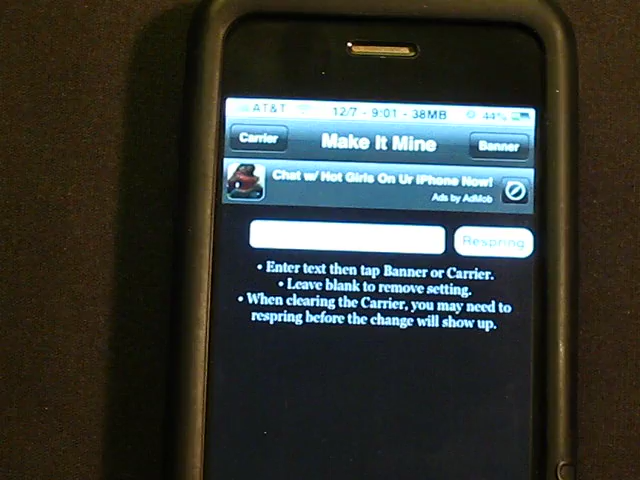 AT&T 12/7 - 9:01 - 38MB 44%
Carrier Make It Mine Banner
Chat w/ Hot Girls On Ur iPhone Now!
Ads by AdMob
Respring
• Enter text then tap Banner or Carrier.
• Leave blank to remove setting.
• When clearing the Carrier, you may need to
respring before the change will show up.